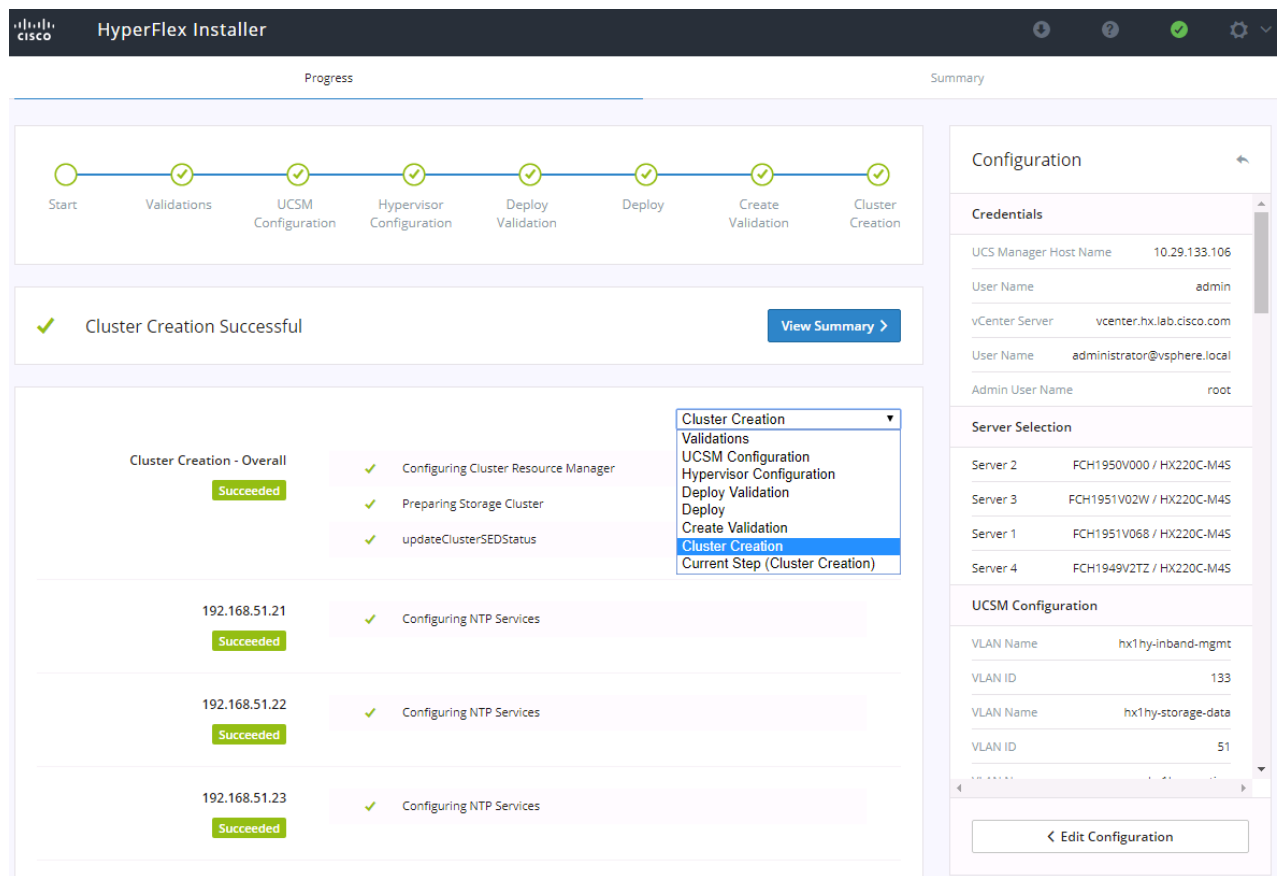 cisco
HyperFlex Installer
Progress
Summary
Start
Validations
UCSM Configuration
Hypervisor Configuration
Deploy Validation
Deploy
Create Validation
Cluster Creation
Cluster Creation Successful
View Summary
Cluster Creation
Validations
UCSM Configuration
Hypervisor Configuration
Deploy Validation
Deploy
Create Validation
Cluster Creation
Current Step (Cluster Creation)
Cluster Creation - Overall
Succeeded
Configuring Cluster Resource Manager
Preparing Storage Cluster
updateClusterSEDStatus
192.168.51.21
Succeeded
Configuring NTP Services
192.168.51.22
Succeeded
Configuring NTP Services
192.168.51.23
Succeeded
Configuring NTP Services
Configuration
Credentials
UCS Manager Host Name 10.29.133.106
User Name admin
vCenter Server vcenter.hx.lab.cisco.com
User Name administrator@vsphere.local
Admin User Name root
Server Selection
Server 2 FCH1950V000 / HX220C-M4S
Server 3 FCH1951V02W / HX220C-M4S
Server 1 FCH1951V068 / HX220C-M4S
Server 4 FCH1949V2TZ / HX220C-M4S
UCSM Configuration
VLAN Name hx1hy-inband-mgmt
VLAN ID 133
VLAN Name hx1hy-storage-data
VLAN ID 51
Edit Configuration